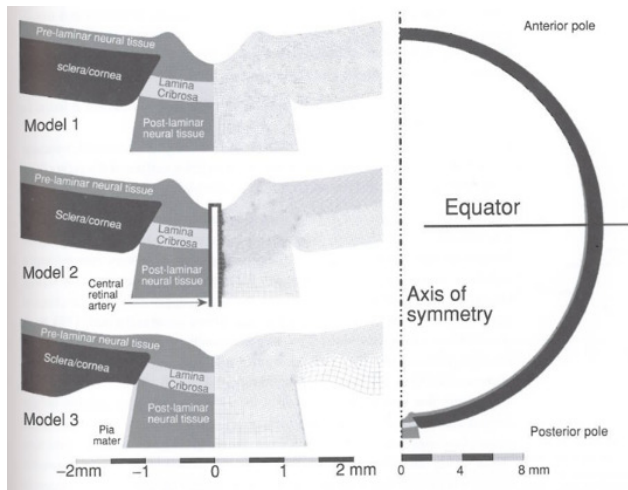 Pre-laminar neural tissue
sclera/cornea
Lamina
Cribrosa
Post-laminar
neural tissue
Model 1
Pre-laminar neural tissue
Sclera/cornea
Lamina
Cribrosa
Post-laminar
neural tissue
Model 2
Central
retinal
artery
Pre-laminar neural tissue
Sclera/cornea
Lamina
Cribrosa
Post-laminar
neural tissue
Model 3
Pia
mater
−2mm −1 0 1 2 mm
Anterior pole
Equator
Axis of
symmetry
Posterior pole
0 4 8 mm